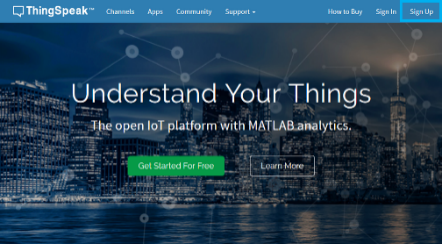 ThingSpeak™ Channels Apps Community Support How to Buy Sign In Sign Up
Understand Your Things
The open IoT platform with MATLAB analytics.
Get Started For Free Learn More